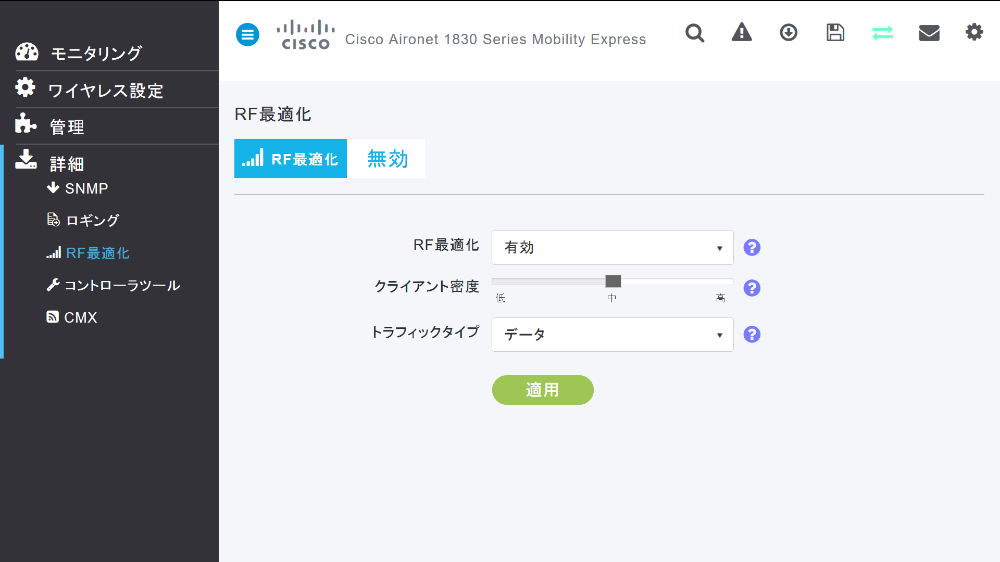 CISCO
Cisco Aironet 1830 Series Mobility Express
モニタリング
ワイヤレス設定
管理
詳細
SNMP
ロギング
RF最適化
コントローラツール
CMX
RF最適化
RF最適化 無効
RF最適化 有効
クライアント密度
低 中 高
トラフィックタイプ データ
適用